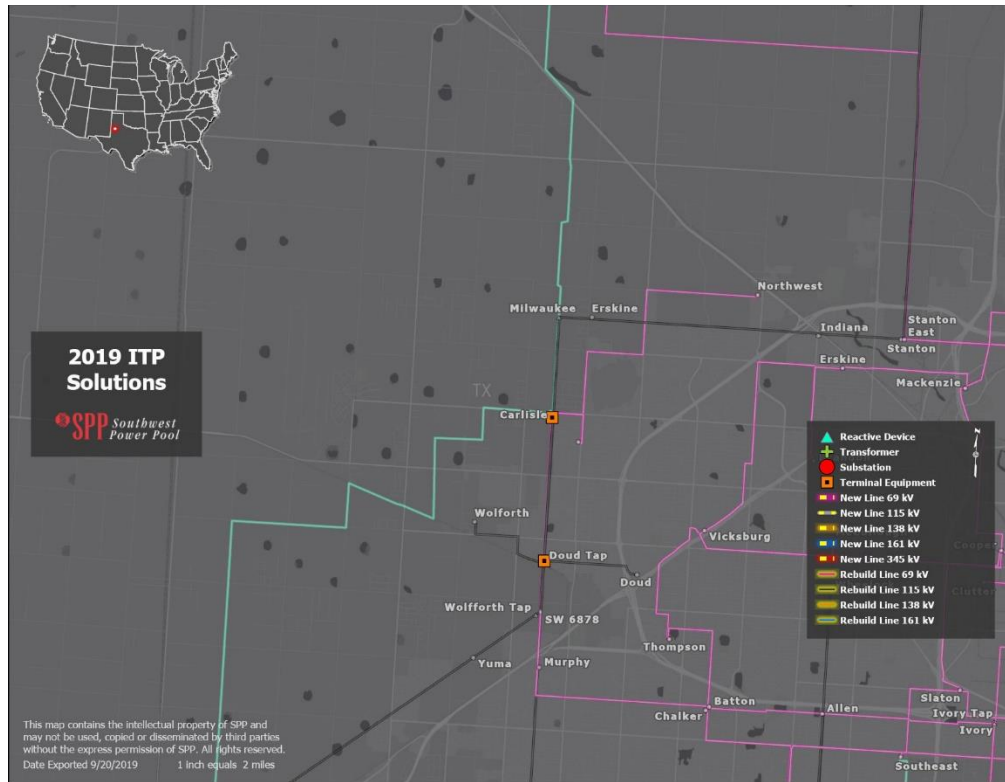 2019 ITP
Solutions
SPP Southwest
Power Pool
TX
Northwest
Milwaukee
Erskine
Indiana
Stanton
East
Stanton
Erskine
Mackenzie
Carlisle
Wolforth
Vicksburg
Doud Tap
Doud
Cooper
Clutter
Wolfforth Tap
SW 6878
Thompson
Yuma
Murphy
Batton
Chalker
Allen
Slaton
Ivory Tap
Ivory
Southeast
Reactive Device
Transformer
Substation
Terminal Equipment
New Line 69 kV
New Line 115 kV
New Line 138 kV
New Line 161 kV
New Line 345 kV
Rebuild Line 69 kV
Rebuild Line 115 kV
Rebuild Line 138 kV
Rebuild Line 161 kV
N
This map contains the intellectual property of SPP and
may not be used, copied or disseminated by third parties
without the express permission of SPP. All rights reserved.
Date Exported 9/20/2019 1 inch equals 2 miles